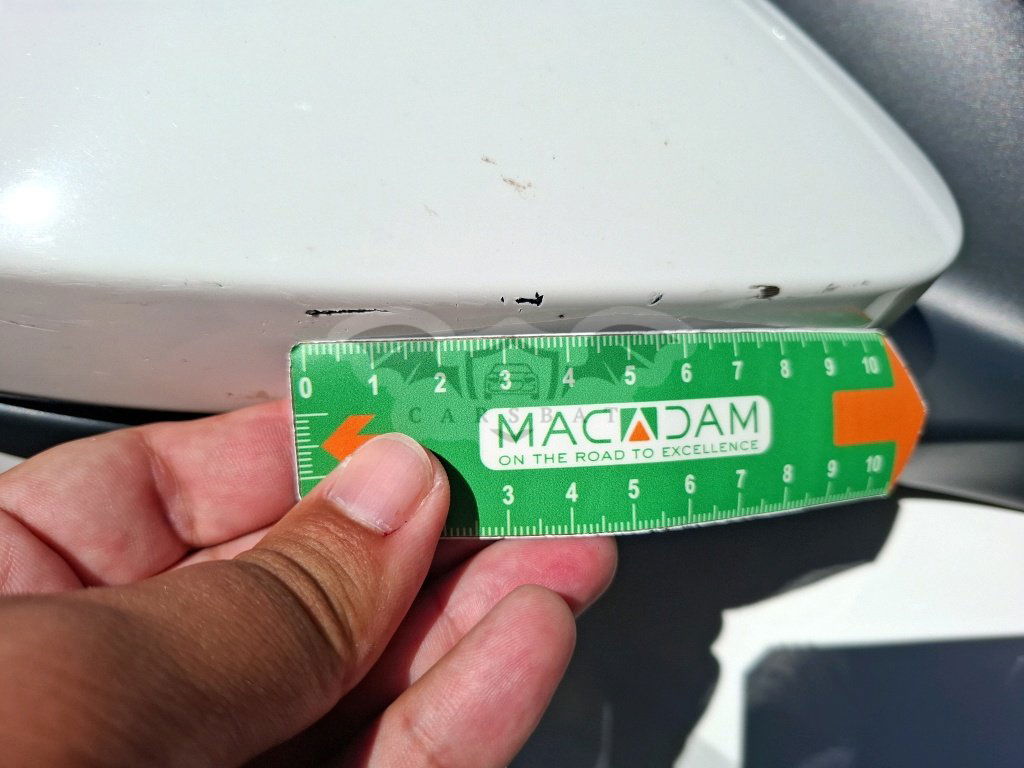 0 1 2 3 4 5 6 7 8 9 10
CARSBAT
MACADAM
ON THE ROAD TO EXCELLENCE
3 4 5 6 7 8 9 10